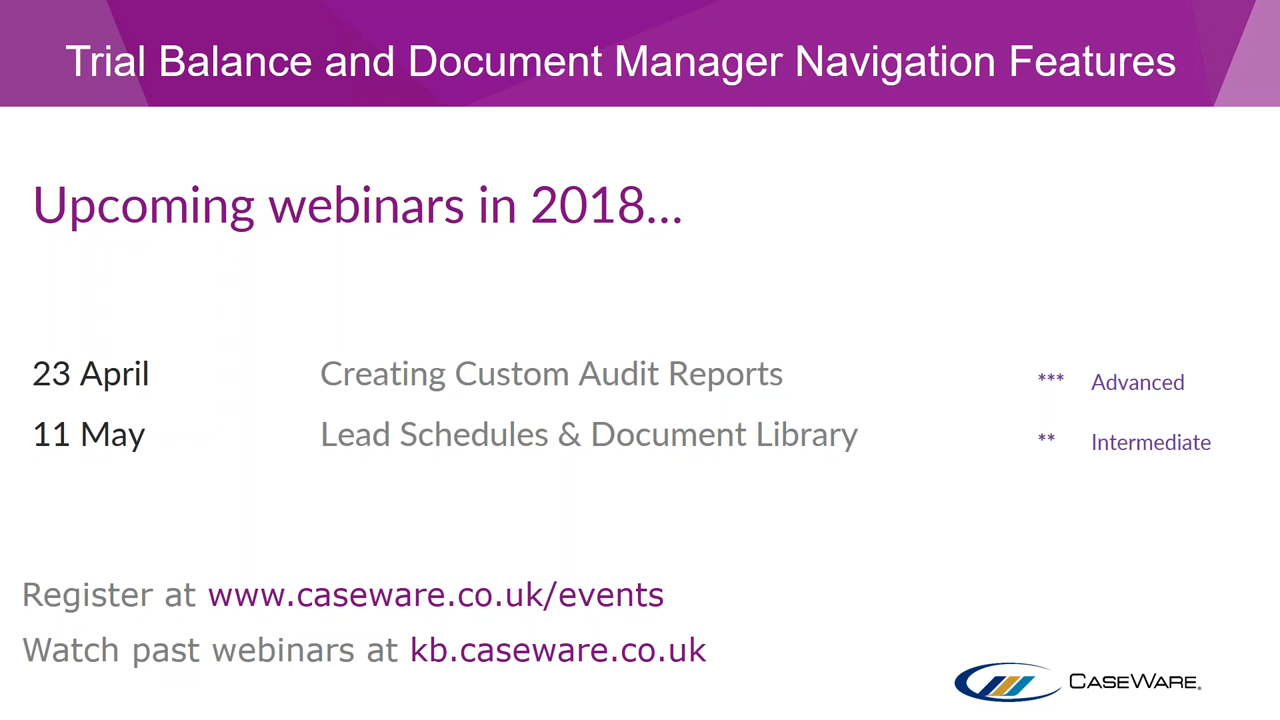 Trial Balance and Document Manager Navigation Features
Upcoming webinars in 2018...
23 April Creating Custom Audit Reports *** Advanced
11 May Lead Schedules & Document Library ** Intermediate
Register at www.caseware.co.uk/events
Watch past webinars at kb.caseware.co.uk
CASEWARE®